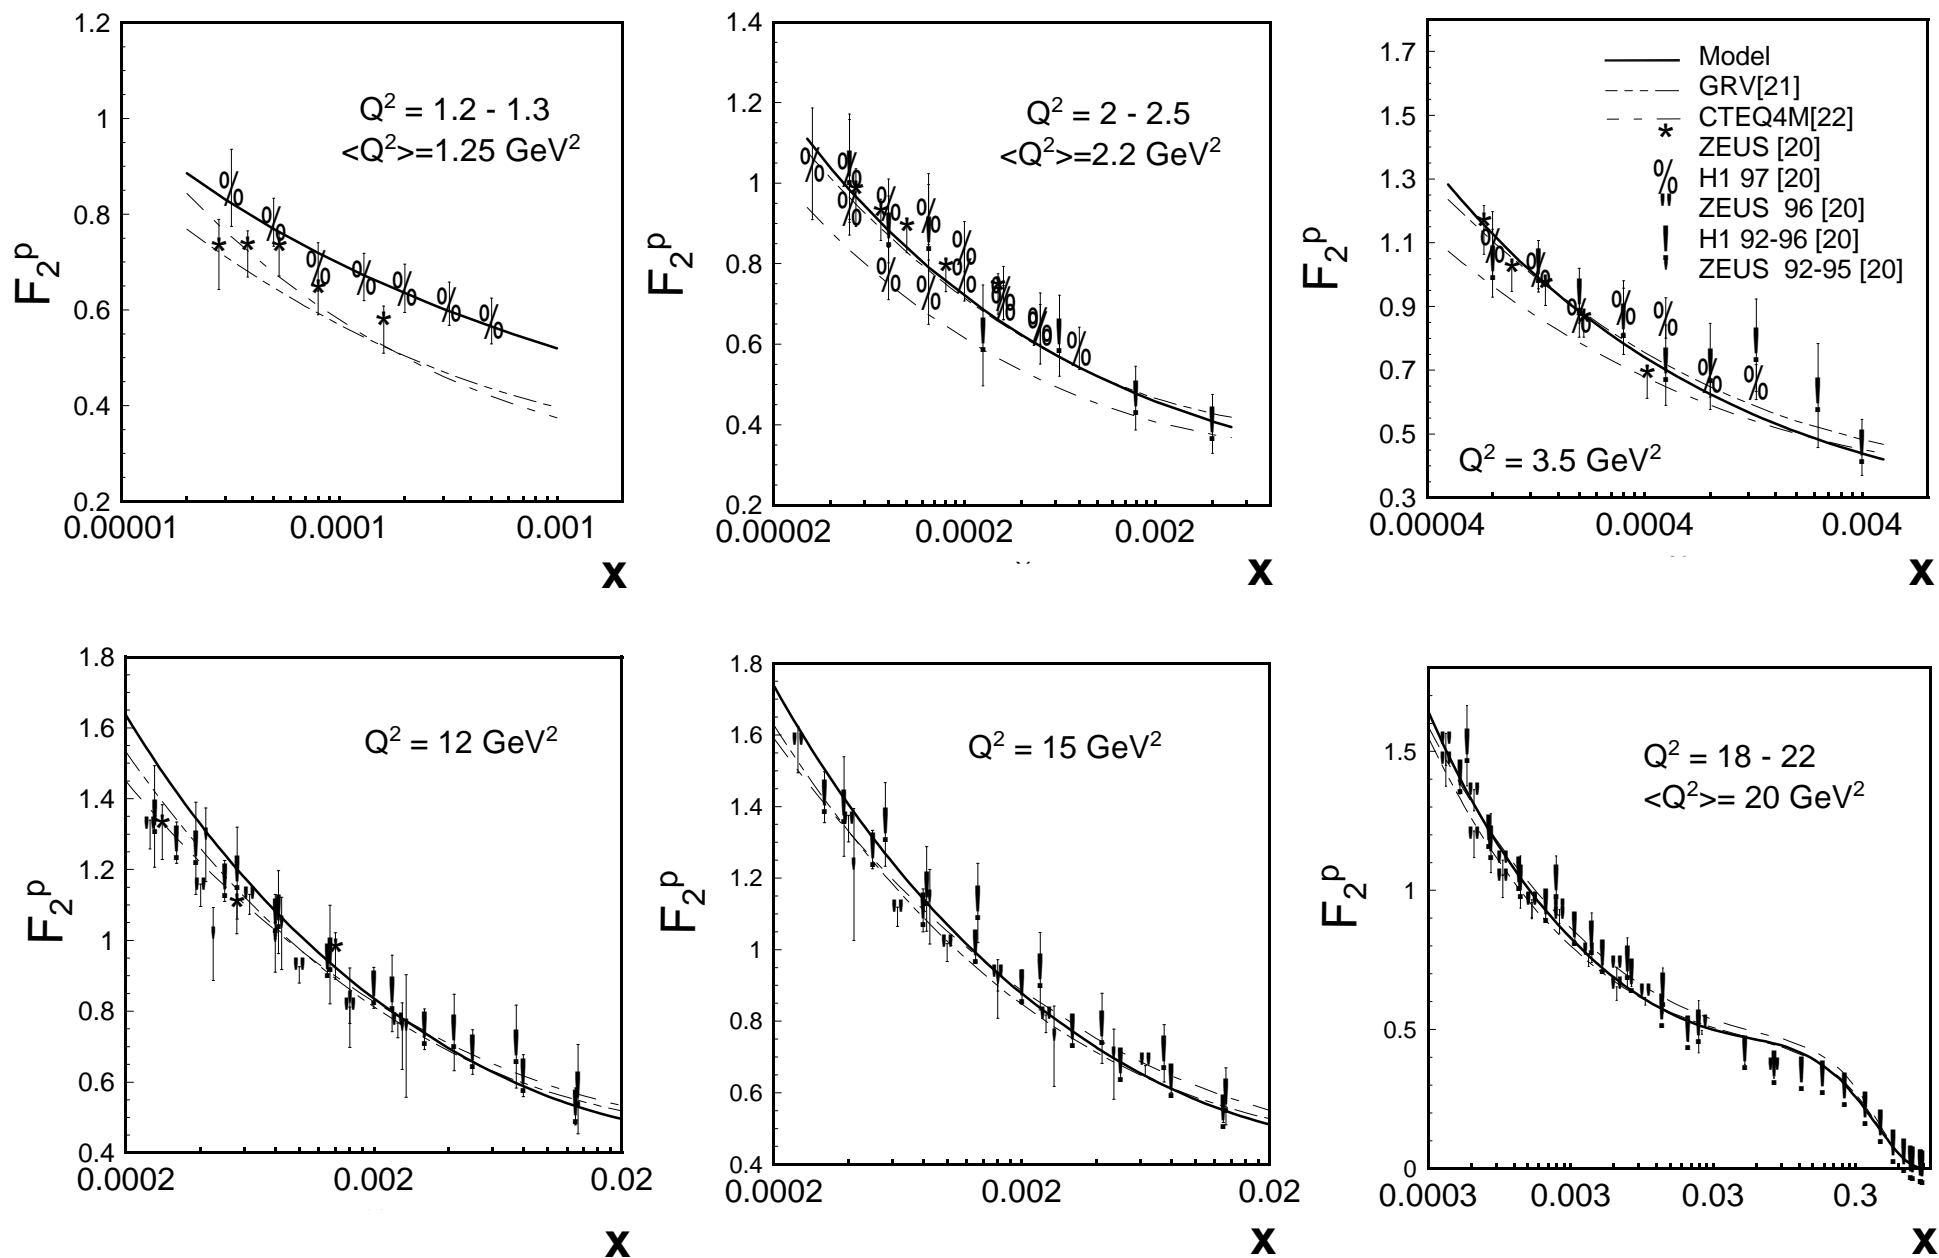 1.2
1
0.8
0.6
0.4
0.2
F₂ᵖ
Q² = 1.2 - 1.3
<Q²>=1.25 GeV²
0.00001
0.0001
0.001
x
1.4
1.2
1
0.8
0.6
0.4
0.2
F₂ᵖ
Q² = 2 - 2.5
<Q²>=2.2 GeV²
0.00002
0.0002
0.002
x
1.7
1.5
1.3
1.1
0.9
0.7
0.5
0.3
F₂ᵖ
Model
GRV[21]
CTEQ4M[22]
ZEUS [20]
H1 97 [20]
ZEUS 96 [20]
H1 92-96 [20]
ZEUS 92-95 [20]
Q² = 3.5 GeV²
0.00004
0.0004
0.004
x
1.8
1.6
1.4
1.2
1
0.8
0.6
0.4
F₂ᵖ
Q² = 12 GeV²
0.0002
0.002
0.02
x
1.8
1.6
1.4
1.2
1
0.8
0.6
0.4
F₂ᵖ
Q² = 15 GeV²
0.0002
0.002
0.02
x
1.5
1
0.5
0
F₂ᵖ
Q² = 18 - 22
<Q²>= 20 GeV²
0.0003
0.003
0.03
0.3
x